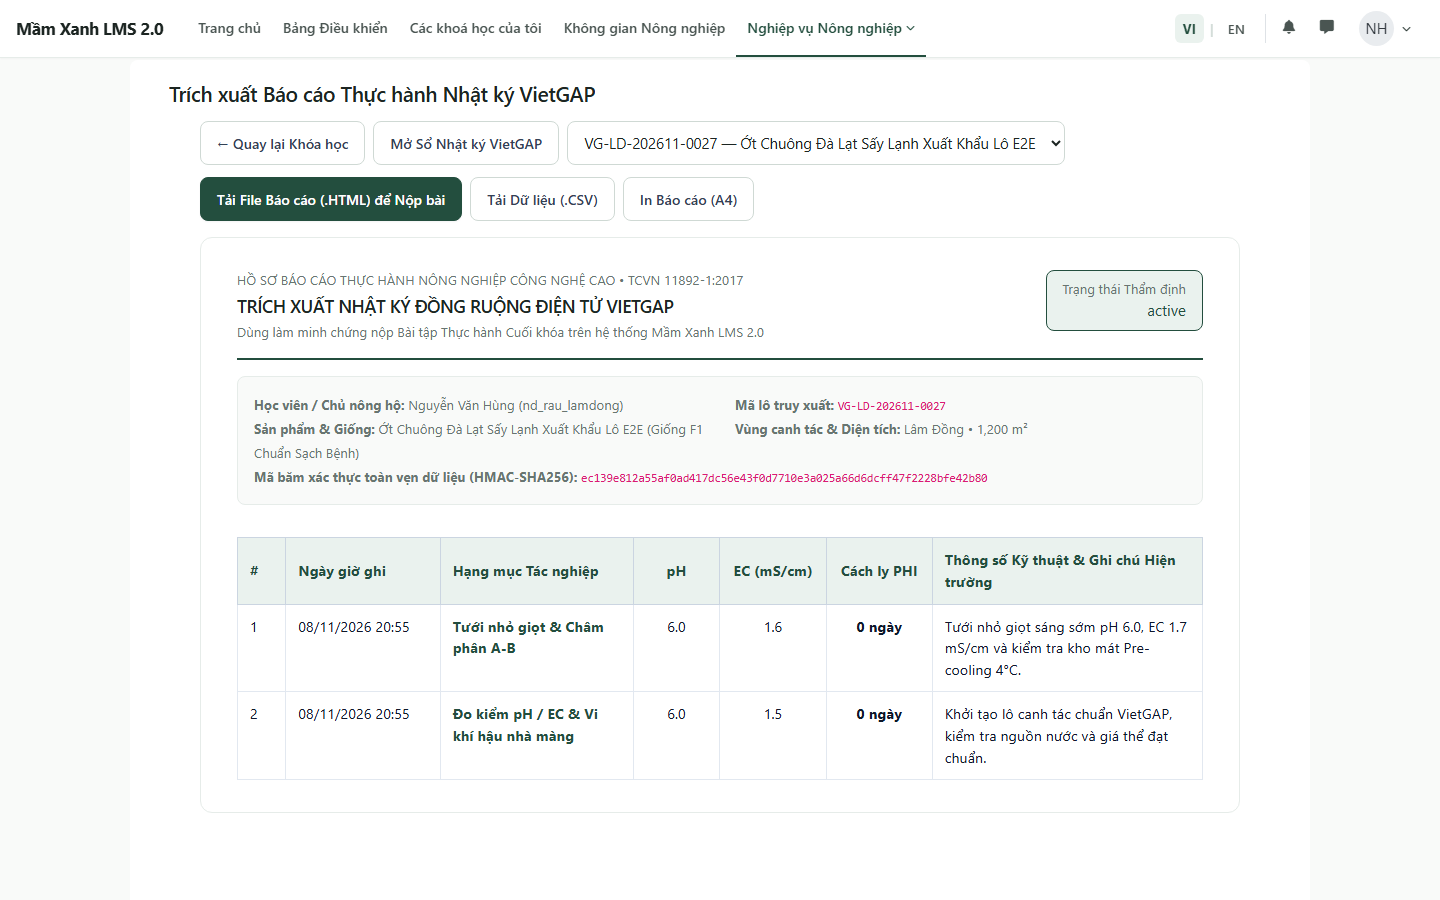 Mầm Xanh LMS 2.0
Trang chủ
Bảng Điều khiển
Các khoá học của tôi
Không gian Nông nghiệp
Nghiệp vụ Nông nghiệp
VI | EN
NH
Trích xuất Báo cáo Thực hành Nhật ký VietGAP
← Quay lại Khóa học
Mở Sổ Nhật ký VietGAP
VG-LD-202611-0027 — Ớt Chuông Đà Lạt Sấy Lạnh Xuất Khẩu Lô E2E
Tải File Báo cáo (.HTML) để Nộp bài
Tải Dữ liệu (.CSV)
In Báo cáo (A4)
HỒ SƠ BÁO CÁO THỰC HÀNH NÔNG NGHIỆP CÔNG NGHỆ CAO • TCVN 11892-1:2017
TRÍCH XUẤT NHẬT KÝ ĐỒNG RUỘNG ĐIỆN TỬ VIETGAP
Dùng làm minh chứng nộp Bài tập Thực hành Cuối khóa trên hệ thống Mầm Xanh LMS 2.0
Trạng thái Thẩm định
active
Học viên / Chủ nông hộ: Nguyễn Văn Hùng (nd_rau_lamdong)
Mã lô truy xuất: VG-LD-202611-0027
Sản phẩm & Giống: Ớt Chuông Đà Lạt Sấy Lạnh Xuất Khẩu Lô E2E (Giống F1
Chuẩn Sạch Bệnh)
Vùng canh tác & Diện tích: Lâm Đồng • 1,200 m²
Mã băm xác thực toàn vẹn dữ liệu (HMAC-SHA256): ec139e812a55af0ad417dc56e43f0d7710e3a025a66d6dcff47f2228bfe42b80
#
Ngày giờ ghi
Hạng mục Tác nghiệp
pH
EC (mS/cm)
Cách ly PHI
Thông số Kỹ thuật & Ghi chú Hiện
trường
1
08/11/2026 20:55
Tưới nhỏ giọt & Châm
phân A-B
6.0
1.6
0 ngày
Tưới nhỏ giọt sáng sớm pH 6.0, EC 1.7
mS/cm và kiểm tra kho mát Pre-
cooling 4°C.
2
08/11/2026 20:55
Đo kiểm pH / EC & Vi
khí hậu nhà màng
6.0
1.5
0 ngày
Khởi tạo lô canh tác chuẩn VietGAP,
kiểm tra nguồn nước và giá thể đạt
chuẩn.